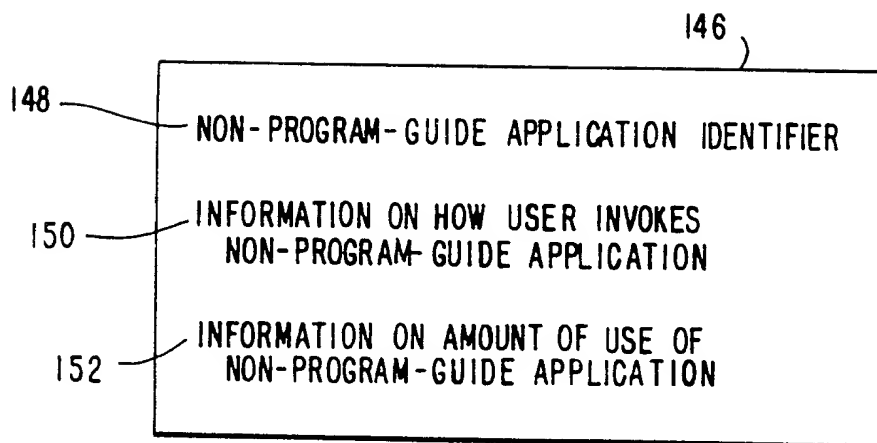 146
148
NON-PROGRAM-GUIDE APPLICATION IDENTIFIER
150
INFORMATION ON HOW USER INVOKES
NON-PROGRAM-GUIDE APPLICATION
152
INFORMATION ON AMOUNT OF USE OF
NON-PROGRAM-GUIDE APPLICATION